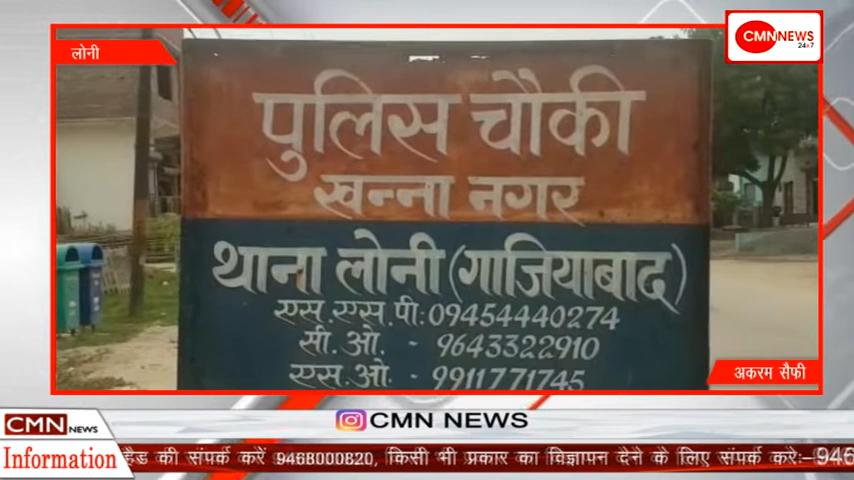 लोनी
CMN NEWS
24x7
पुलिस चौकी
खन्ना नगर
थाना लोनी (गाजियाबाद)
एस.एस.पी:09454440274
सी.ओ. - 9643322910
एस.ओ. - 9911771745
अकरम सैफी
CMN NEWS
CMN NEWS
Information
हैड की संपर्क करें 9468000820, किसी भी प्रकार का विज्ञापन देने के लिए संपर्क करे:-946